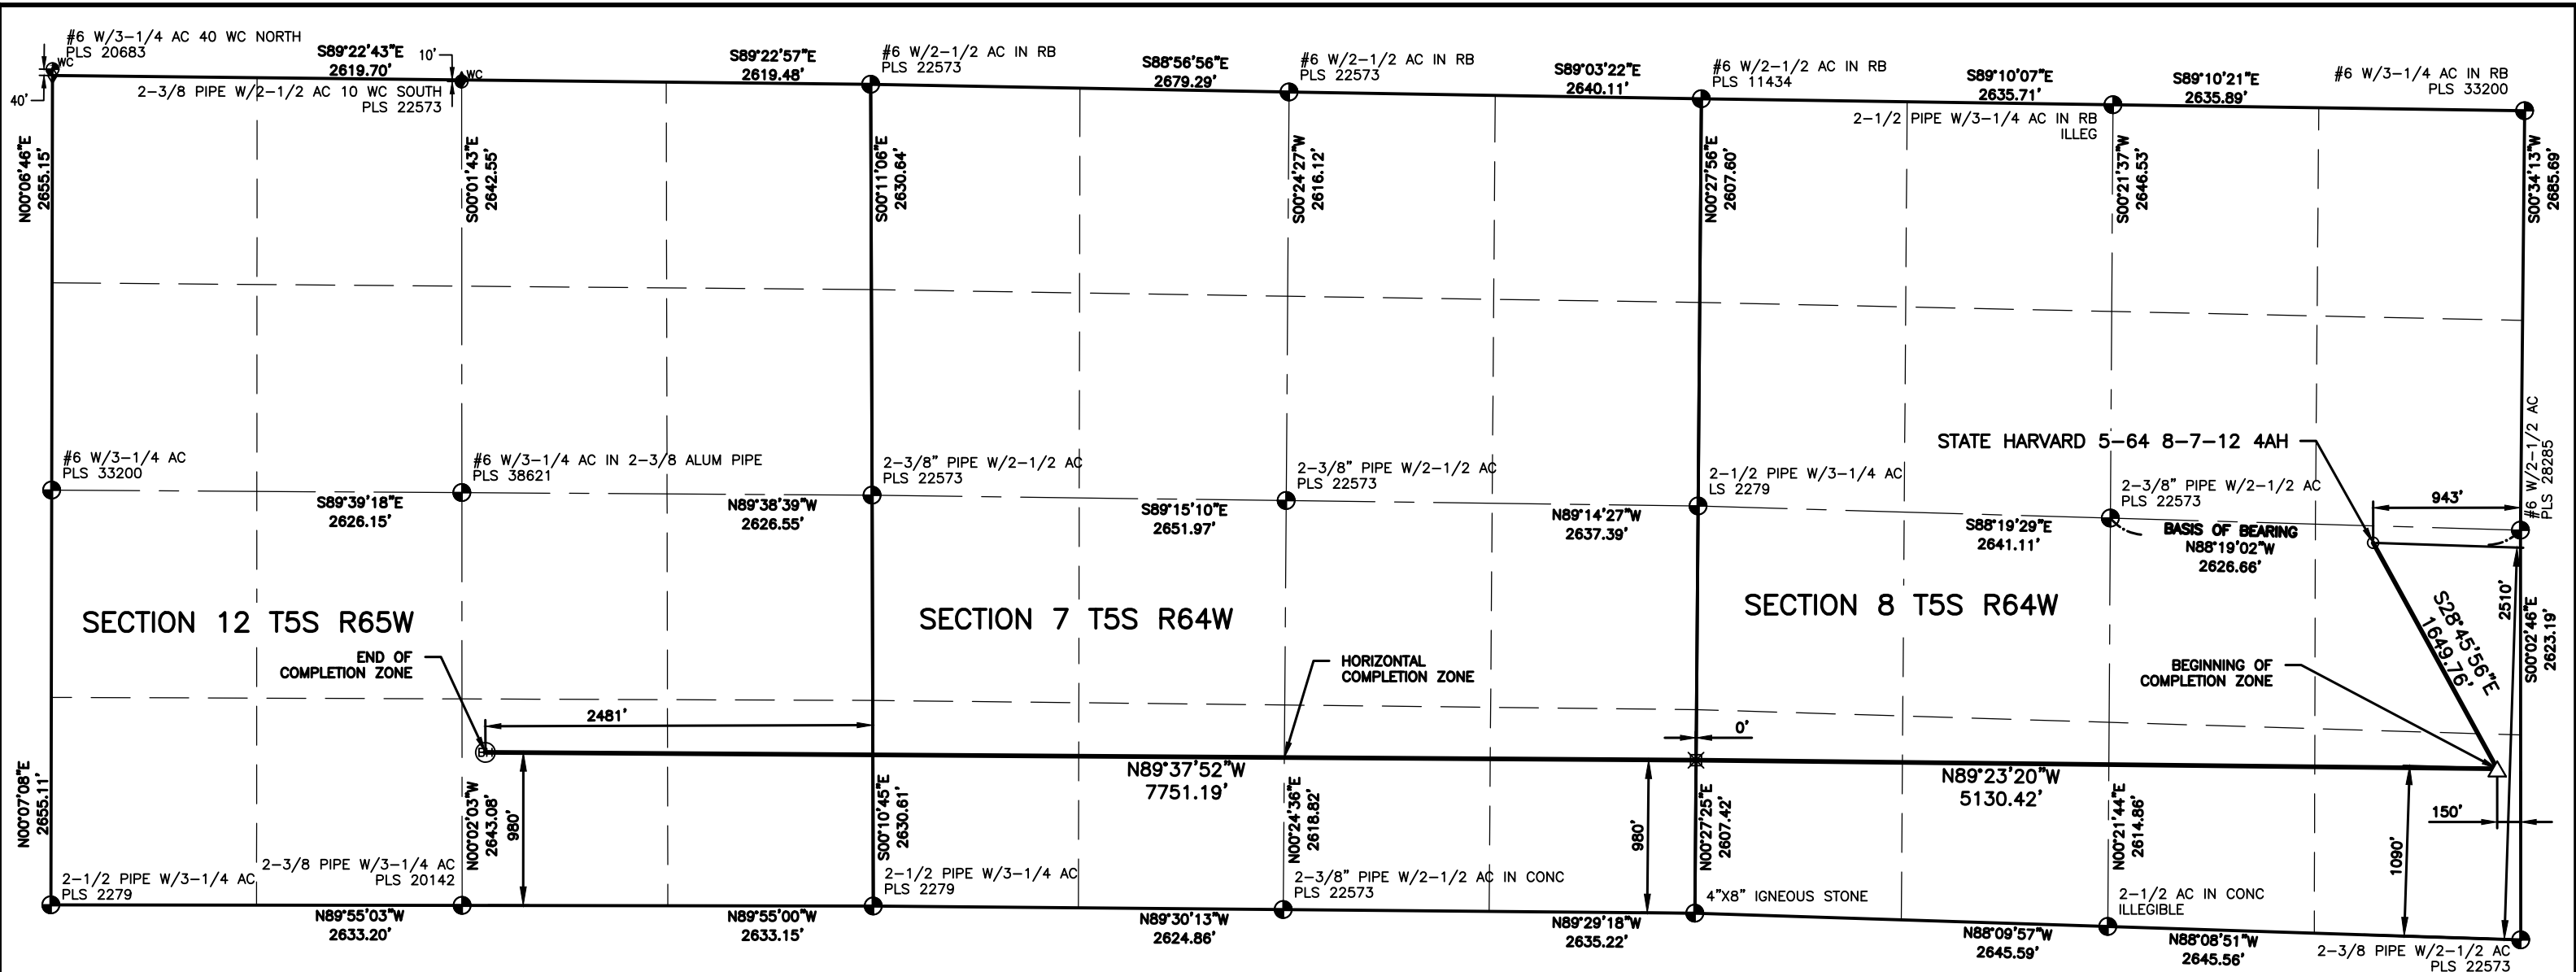 #6 W/3-1/4 AC 40 WC NORTH
PLS 20683
WC
40'
S89°22'43"E
2619.70'
10'
WC
2-3/8 PIPE W/2-1/2 AC 10 WC SOUTH
PLS 22573
S89°22'57"E
2619.48'
#6 W/2-1/2 AC IN RB
PLS 22573
S88°56'56"E
2679.29'
#6 W/2-1/2 AC IN RB
PLS 22573
S89°03'22"E
2640.11'
#6 W/2-1/2 AC IN RB
PLS 11434
S89°10'07"E
2635.71'
2-1/2 PIPE W/3-1/4 AC IN RB
ILLEG
S89°10'21"E
2635.89'
#6 W/3-1/4 AC IN RB
PLS 33200
N00°06'46"E
2655.15'
S00°01'43"E
2642.55'
S00°11'06"E
2630.64'
S00°24'27"W
2616.12'
N00°27'56"E
2607.60'
S00°21'37"W
2646.53'
S00°34'13"W
2685.69'
#6 W/3-1/4 AC
PLS 33200
S89°39'18"E
2626.15'
#6 W/3-1/4 AC IN 2-3/8 ALUM PIPE
PLS 38621
N89°38'39"W
2626.55'
2-3/8" PIPE W/2-1/2 AC
PLS 22573
S89°15'10"E
2651.97'
2-3/8" PIPE W/2-1/2 AC
PLS 22573
N89°14'27"W
2637.39'
2-1/2 PIPE W/3-1/4 AC
LS 2279
S88°19'29"E
2641.11'
STATE HARVARD 5-64 8-7-12 4AH
2-3/8" PIPE W/2-1/2 AC
PLS 22573
BASIS OF BEARING
N88°19'02"W
2626.66'
943'
#6 W/2-1/2 AC
PLS 28285
SECTION 12 T5S R65W
SECTION 7 T5S R64W
SECTION 8 T5S R64W
END OF
COMPLETION ZONE
HORIZONTAL
COMPLETION ZONE
BEGINNING OF
COMPLETION ZONE
S28°45'56"E
1649.76'
2510'
S00°02'46"E
2623.19'
2481'
BH
0'
N89°37'52"W
7751.19'
N89°23'20"W
5130.42'
150'
N00°07'08"E
2655.11'
N00°02'03"W
2643.08'
980'
S00°10'45"E
2630.61'
N00°24'36"E
2618.82'
980'
N00°27'25"E
2607.42'
N00°21'44"E
2614.86'
1090'
2-1/2 PIPE W/3-1/4 AC
PLS 2279
2-3/8 PIPE W/3-1/4 AC
PLS 20142
2-1/2 PIPE W/3-1/4 AC
PLS 2279
2-3/8" PIPE W/2-1/2 AC IN CONC
PLS 22573
4"X8" IGNEOUS STONE
2-1/2 AC IN CONC
ILLEGIBLE
N89°55'03"W
2633.20'
N89°55'00"W
2633.15'
N89°30'13"W
2624.86'
N89°29'18"W
2635.22'
N88°09'57"W
2645.59'
N88°08'51"W
2645.56'
2-3/8 PIPE W/2-1/2 AC
PLS 22573